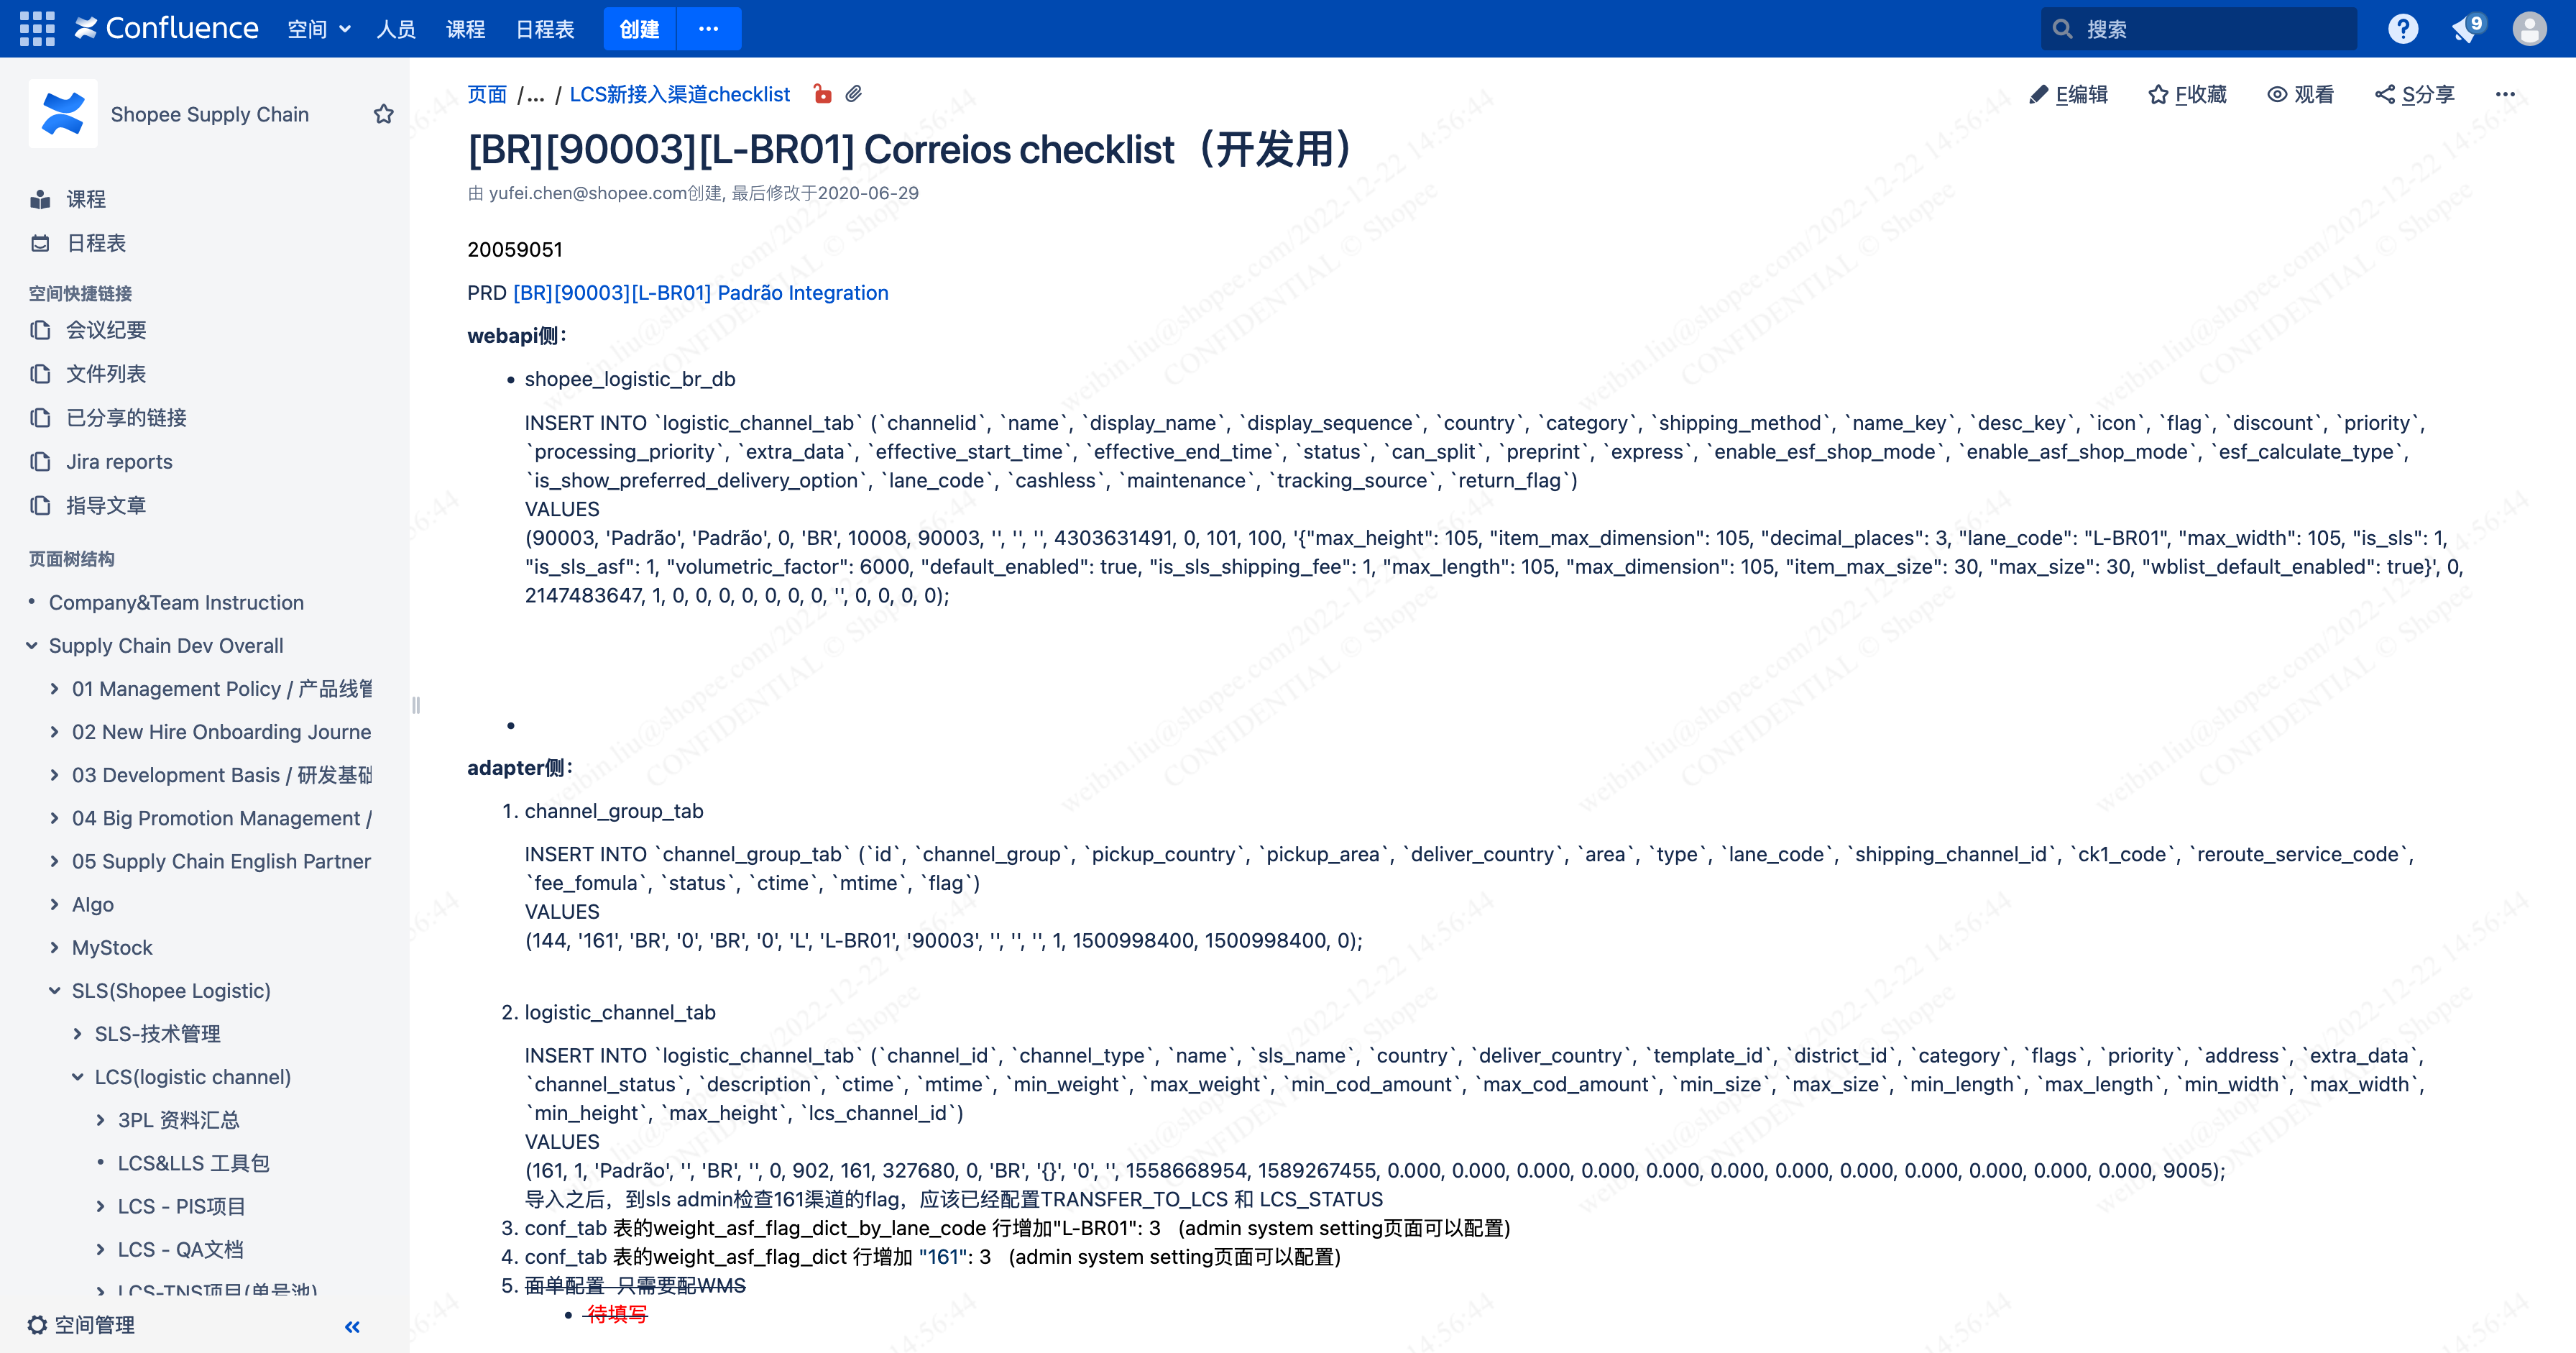 Confluence 空间 人员 课程 日程表 创建 ··· 搜索 9
Shopee Supply Chain
课程
日程表
空间快捷链接
会议纪要
文件列表
已分享的链接
Jira reports
指导文章
页面树结构
Company&Team Instruction
Supply Chain Dev Overall
01 Management Policy / 产品线管
02 New Hire Onboarding Journe
03 Development Basis / 研发基础
04 Big Promotion Management /
05 Supply Chain English Partner
Algo
MyStock
SLS(Shopee Logistic)
SLS-技术管理
LCS(logistic channel)
3PL 资料汇总
LCS&LLS 工具包
LCS - PIS项目
LCS - QA文档
LCS-TNS项目(单号池)
空间管理
页面 /... / LCS新接入渠道checklist
E编辑 F收藏 观看 S分享 ···
[BR][90003][L-BR01] Correios checklist（开发用）
由 yufei.chen@shopee.com创建, 最后修改于2020-06-29
20059051
PRD [BR][90003][L-BR01] Padrão Integration
webapi侧：
• shopee_logistic_br_db
INSERT INTO `logistic_channel_tab` (`channelid`, `name`, `display_name`, `display_sequence`, `country`, `category`, `shipping_method`, `name_key`, `desc_key`, `icon`, `flag`, `discount`, `priority`,
`processing_priority`, `extra_data`, `effective_start_time`, `effective_end_time`, `status`, `can_split`, `preprint`, `express`, `enable_esf_shop_mode`, `enable_asf_shop_mode`, `esf_calculate_type`,
`is_show_preferred_delivery_option`, `lane_code`, `cashless`, `maintenance`, `tracking_source`, `return_flag`)
VALUES
(90003, 'Padrão', 'Padrão', 0, 'BR', 10008, 90003, '', '', '', 4303631491, 0, 101, 100, '{"max_height": 105, "item_max_dimension": 105, "decimal_places": 3, "lane_code": "L-BR01", "max_width": 105, "is_sls": 1,
"is_sls_asf": 1, "volumetric_factor": 6000, "default_enabled": true, "is_sls_shipping_fee": 1, "max_length": 105, "max_dimension": 105, "item_max_size": 30, "max_size": 30, "wblist_default_enabled": true}', 0,
2147483647, 1, 0, 0, 0, 0, 0, 0, 0, '', 0, 0, 0, 0);
•
adapter侧：
1. channel_group_tab
INSERT INTO `channel_group_tab` (`id`, `channel_group`, `pickup_country`, `pickup_area`, `deliver_country`, `area`, `type`, `lane_code`, `shipping_channel_id`, `ck1_code`, `reroute_service_code`,
`fee_fomula`, `status`, `ctime`, `mtime`, `flag`)
VALUES
(144, '161', 'BR', '0', 'BR', '0', 'L', 'L-BR01', '90003', '', '', '', 1, 1500998400, 1500998400, 0);
2. logistic_channel_tab
INSERT INTO `logistic_channel_tab` (`channel_id`, `channel_type`, `name`, `sls_name`, `country`, `deliver_country`, `template_id`, `district_id`, `category`, `flags`, `priority`, `address`, `extra_data`,
`channel_status`, `description`, `ctime`, `mtime`, `min_weight`, `max_weight`, `min_cod_amount`, `max_cod_amount`, `min_size`, `max_size`, `min_length`, `max_length`, `min_width`, `max_width`,
`min_height`, `max_height`, `lcs_channel_id`)
VALUES
(161, 1, 'Padrão', '', 'BR', '', 0, 902, 161, 327680, 0, 'BR', '{}', '0', '', 1558668954, 1589267455, 0.000, 0.000, 0.000, 0.000, 0.000, 0.000, 0.000, 0.000, 0.000, 0.000, 0.000, 0.000, 9005);
导入之后，到sls admin检查161渠道的flag，应该已经配置TRANSFER_TO_LCS 和 LCS_STATUS
3. conf_tab 表的weight_asf_flag_dict_by_lane_code 行增加"L-BR01": 3 (admin system setting页面可以配置)
4. conf_tab 表的weight_asf_flag_dict 行增加 "161": 3 (admin system setting页面可以配置)
5. 面单配置 只需要配WMS
• 待填写
weibin.liu@shopee.com/2022-12-22 14:56:44
CONFIDENTIAL © Shopee